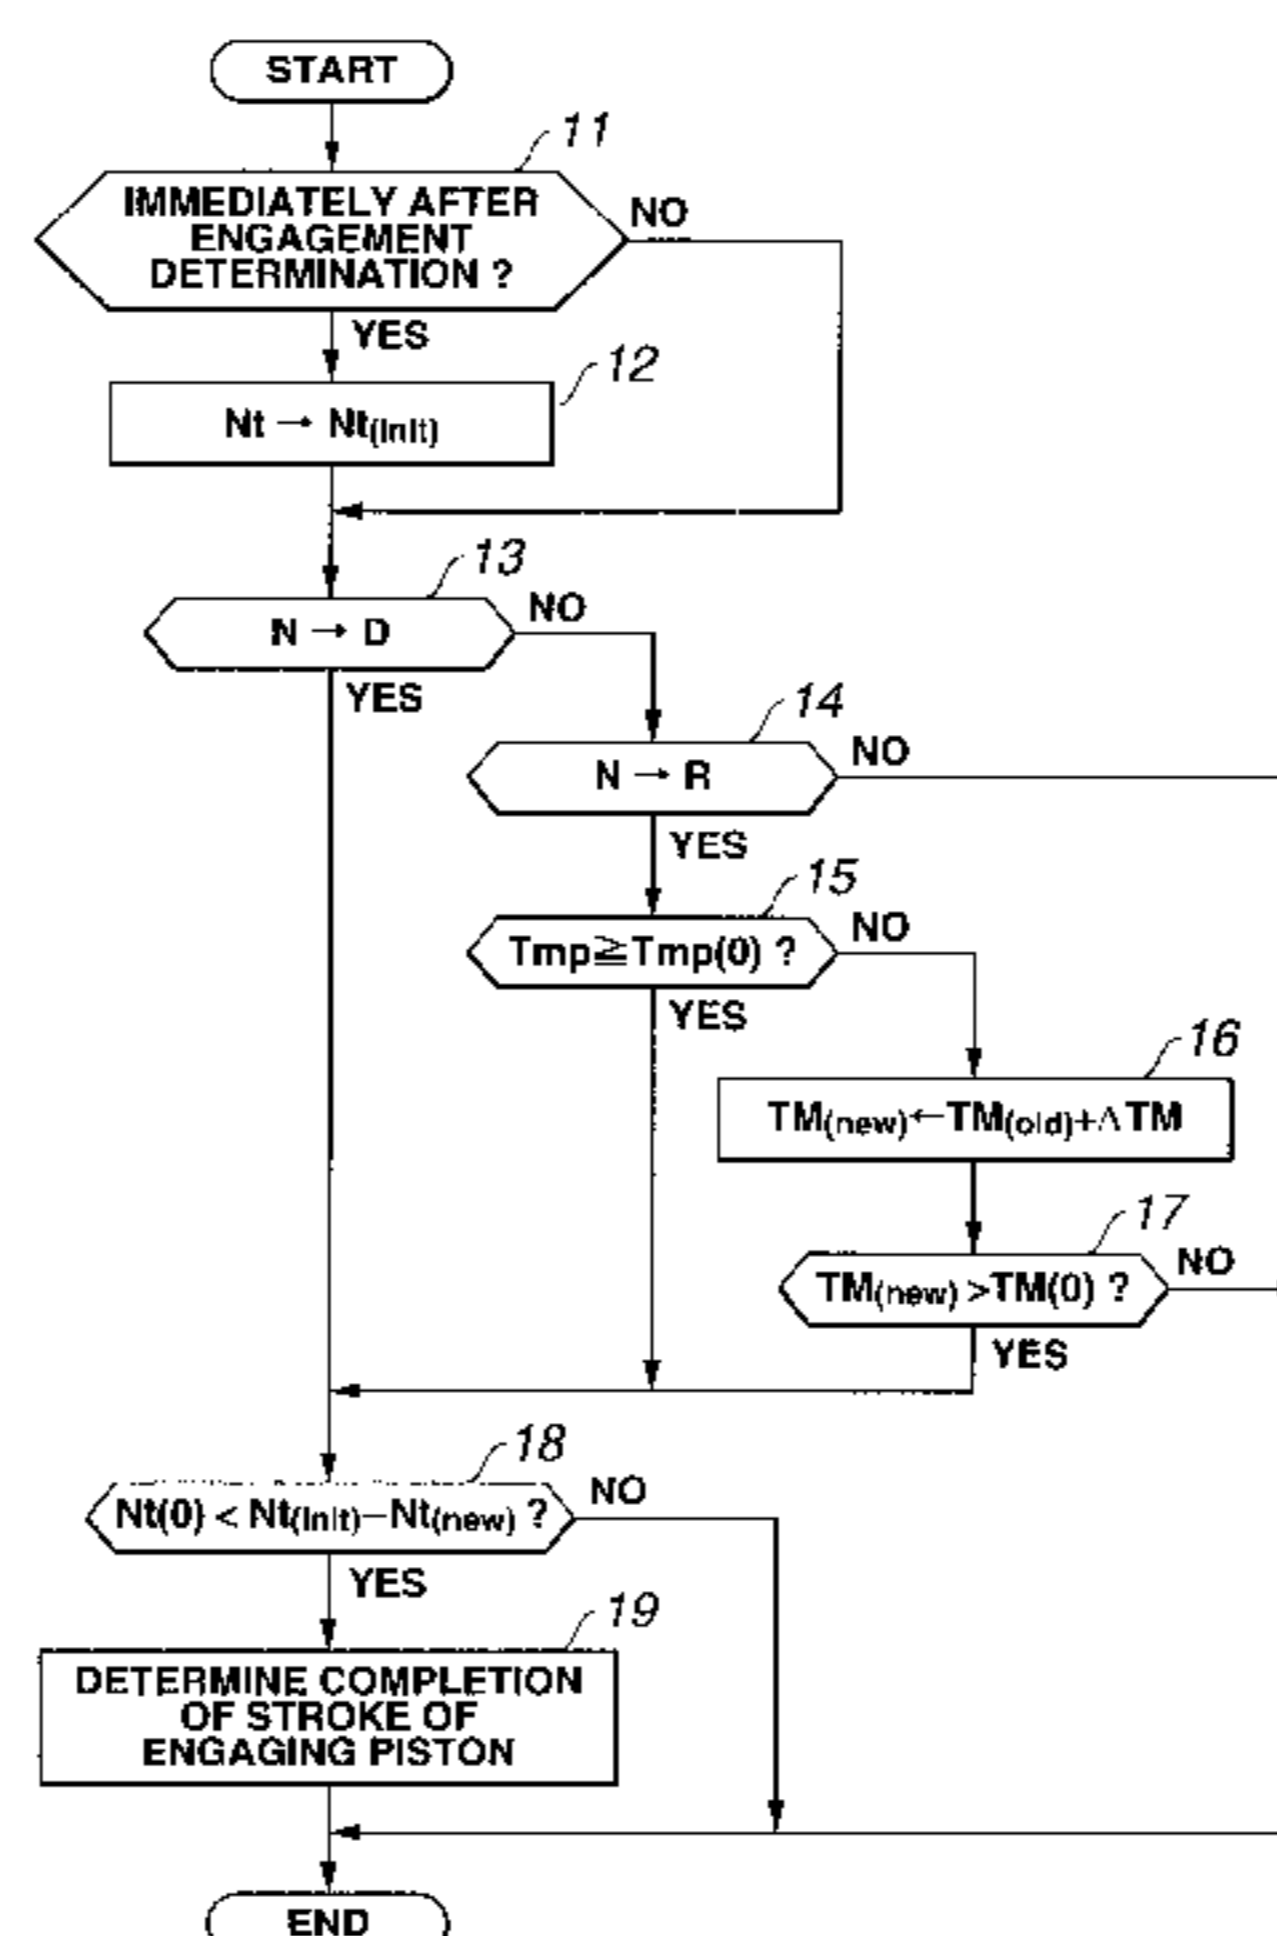 START
11
IMMEDIATELY AFTER
ENGAGEMENT
DETERMINATION ?
NO
YES
12
Nt → Nt(init)
13
N → D
NO
YES
14
N → R
NO
YES
15
Tmp≧Tmp(0) ?
NO
YES
16
TM(new)←TM(old)+ΔTM
17
TM(new) >TM(0) ?
NO
YES
18
Nt(0) < Nt(init)−Nt(new) ?
NO
YES
19
DETERMINE COMPLETION
OF STROKE OF
ENGAGING PISTON
END